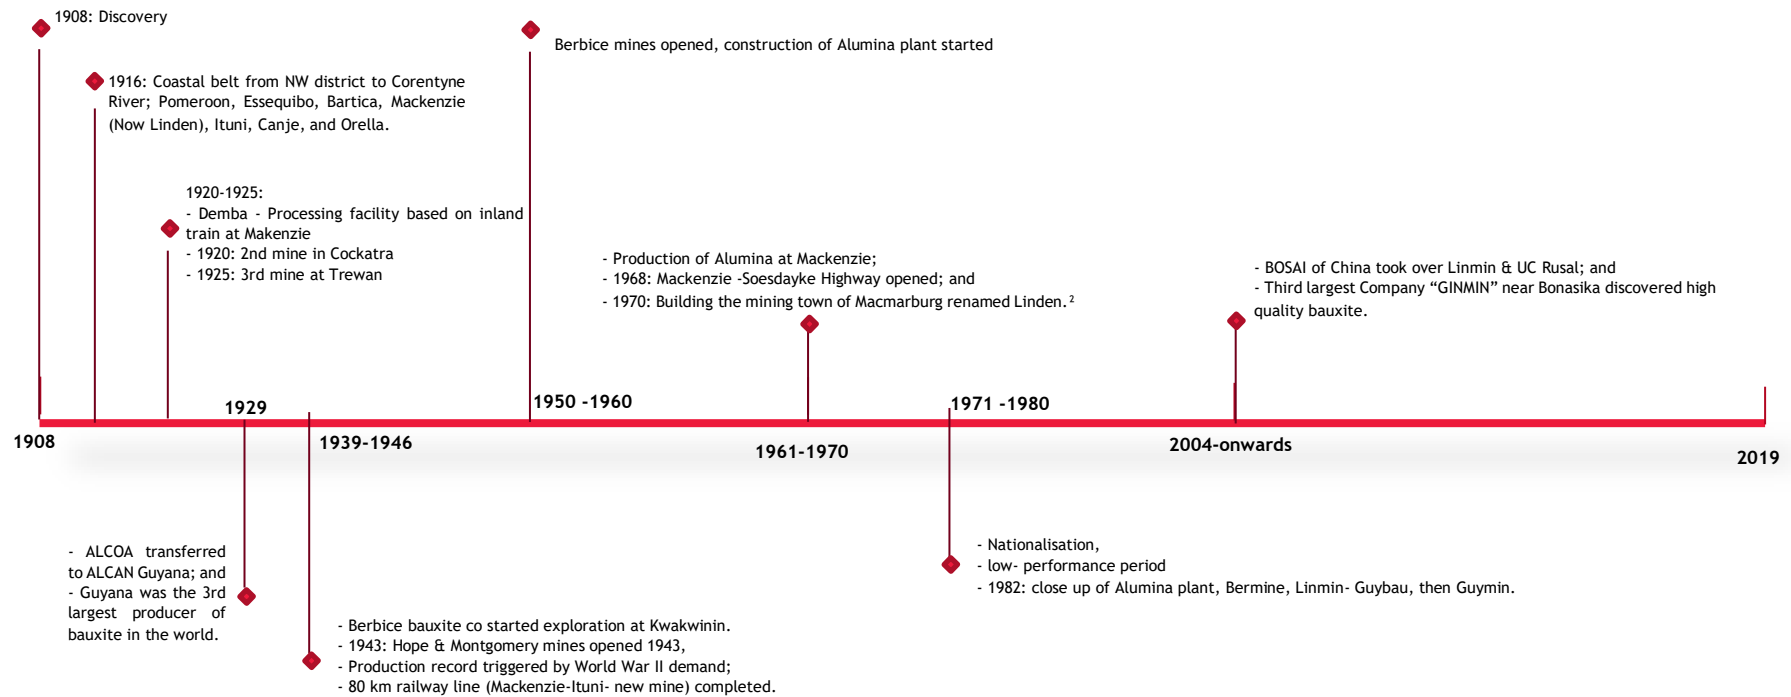 1908: Discovery
Berbice mines opened, construction of Alumina plant started
1916: Coastal belt from NW district to Corentyne
River; Pomeroon, Essequibo, Bartica, Mackenzie
(Now Linden), Ituni, Canje, and Orella.
1920-1925:
- Demba - Processing facility based on inland
train at Makenzie
- 1920: 2nd mine in Cockatra
- 1925: 3rd mine at Trewan
- Production of Alumina at Mackenzie;
- 1968: Mackenzie -Soesdayke Highway opened; and
- 1970: Building the mining town of Macmarburg renamed Linden.²
- BOSAI of China took over Linmin & UC Rusal; and
- Third largest Company “GINMIN” near Bonasika discovered high
quality bauxite.
1908
1929
1939-1946
1950 -1960
1961-1970
1971 -1980
2004-onwards
2019
- ALCOA transferred
to ALCAN Guyana; and
- Guyana was the 3rd
largest producer of
bauxite in the world.
- Berbice bauxite co started exploration at Kwakwinin.
- 1943: Hope & Montgomery mines opened 1943,
- Production record triggered by World War II demand;
- 80 km railway line (Mackenzie-Ituni- new mine) completed.
- Nationalisation,
- low- performance period
- 1982: close up of Alumina plant, Bermine, Linmin- Guybau, then Guymin.